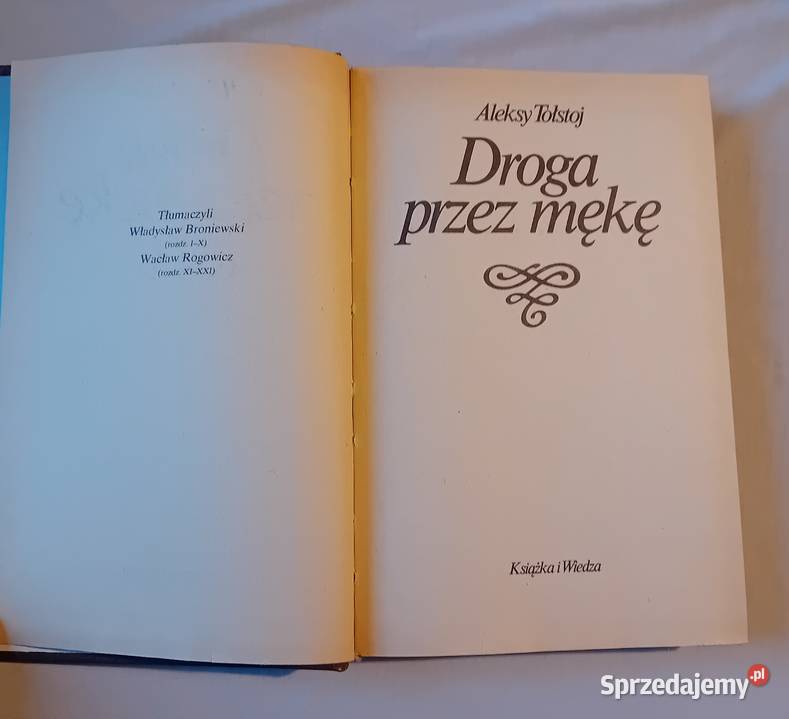 Tłumaczyli
Władysław Broniewski
(rozdz. I–X)
Wacław Rogowicz
(rozdz. XI–XXI)
Aleksy Tołstoj
Droga
przez mękę
Książka i Wiedza
Sprzedajemy.pl